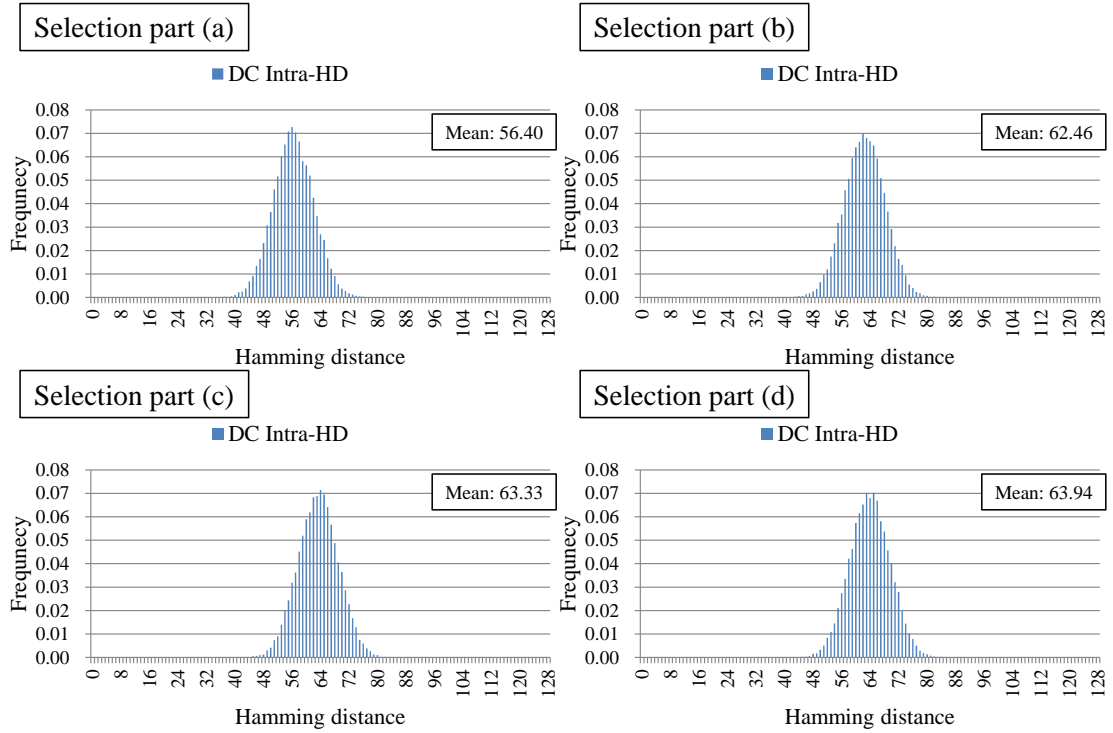 Selection part (a)
DC Intra-HD
Mean: 56.40
Frequnecy
0.08
0.07
0.06
0.05
0.04
0.03
0.02
0.01
0.00
0 8 16 24 32 40 48 56 64 72 80 88 96 104 112 120 128
Hamming distance
Selection part (b)
DC Intra-HD
Mean: 62.46
Frequnecy
0.08
0.07
0.06
0.05
0.04
0.03
0.02
0.01
0.00
0 8 16 24 32 40 48 56 64 72 80 88 96 104 112 120 128
Hamming distance
Selection part (c)
DC Intra-HD
Mean: 63.33
Frequnecy
0.08
0.07
0.06
0.05
0.04
0.03
0.02
0.01
0.00
0 8 16 24 32 40 48 56 64 72 80 88 96 104 112 120 128
Hamming distance
Selection part (d)
DC Intra-HD
Mean: 63.94
Frequnecy
0.08
0.07
0.06
0.05
0.04
0.03
0.02
0.01
0.00
0 8 16 24 32 40 48 56 64 72 80 88 96 104 112 120 128
Hamming distance